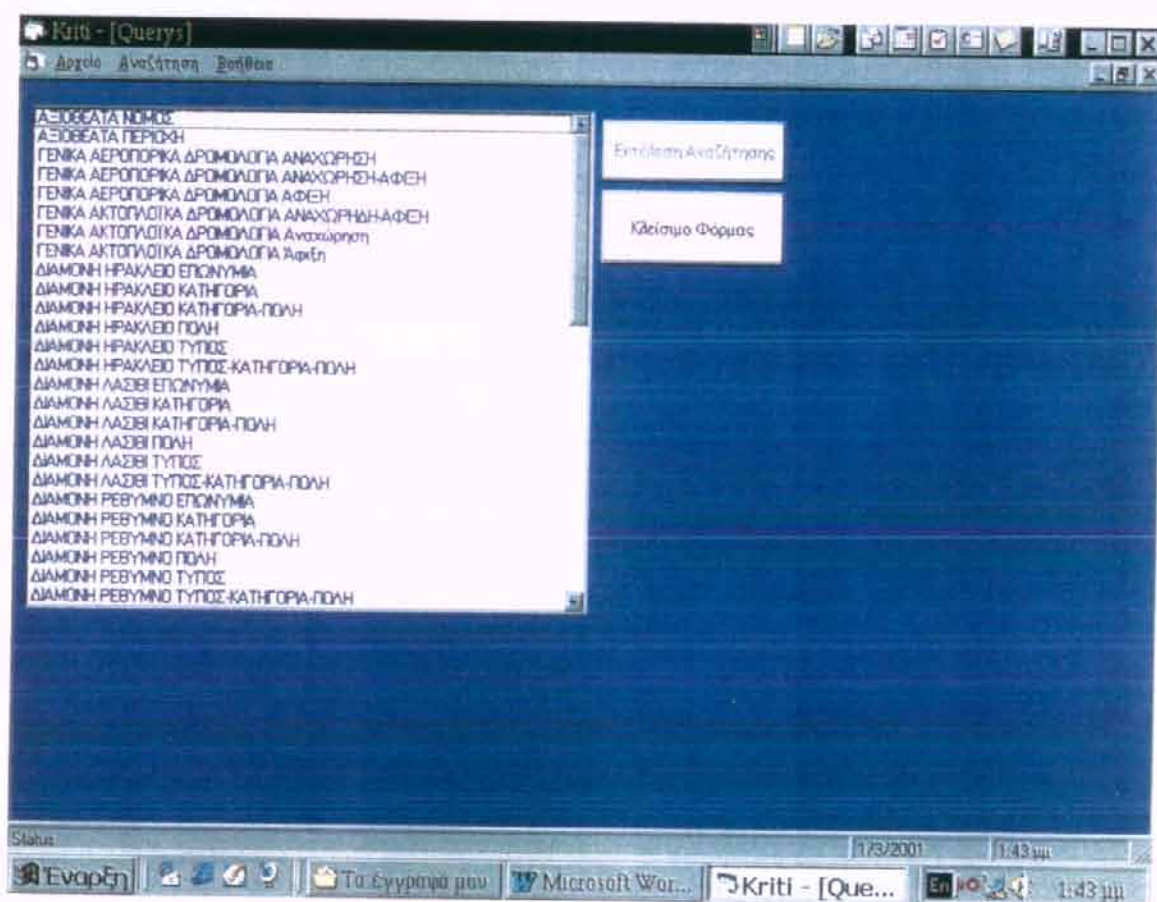 Kriti - [Querys]
Αρχείο Αναζήτηση Βοήθεια
ΑΞΙΟΘΕΑΤΑ ΝΟΜΟΣ
ΑΞΙΟΘΕΑΤΑ ΠΕΡΙΟΧΗ
ΓΕΝΙΚΑ ΑΕΡΟΠΟΡΙΚΑ ΔΡΟΜΟΛΟΓΙΑ ΑΝΑΧΩΡΗΣΗ
ΓΕΝΙΚΑ ΑΕΡΟΠΟΡΙΚΑ ΔΡΟΜΟΛΟΓΙΑ ΑΝΑΧΩΡΗΣΗ-ΑΦΙΞΗ
ΓΕΝΙΚΑ ΑΕΡΟΠΟΡΙΚΑ ΔΡΟΜΟΛΟΓΙΑ ΑΦΙΞΗ
ΓΕΝΙΚΑ ΑΚΤΟΠΛΟΪΚΑ ΔΡΟΜΟΛΟΓΙΑ ΑΝΑΧΩΡΗΔΗ-ΑΦΙΞΗ
ΓΕΝΙΚΑ ΑΚΤΟΠΛΟΪΚΑ ΔΡΟΜΟΛΟΓΙΑ Αναχώρηση
ΓΕΝΙΚΑ ΑΚΤΟΠΛΟΪΚΑ ΔΡΟΜΟΛΟΓΙΑ Άφιξη
ΔΙΑΜΟΝΗ ΗΡΑΚΛΕΙΟ ΕΠΩΝΥΜΙΑ
ΔΙΑΜΟΝΗ ΗΡΑΚΛΕΙΟ ΚΑΤΗΓΟΡΙΑ
ΔΙΑΜΟΝΗ ΗΡΑΚΛΕΙΟ ΚΑΤΗΓΟΡΙΑ-ΠΟΛΗ
ΔΙΑΜΟΝΗ ΗΡΑΚΛΕΙΟ ΠΟΛΗ
ΔΙΑΜΟΝΗ ΗΡΑΚΛΕΙΟ ΤΥΠΟΣ
ΔΙΑΜΟΝΗ ΗΡΑΚΛΕΙΟ ΤΥΠΟΣ-ΚΑΤΗΓΟΡΙΑ-ΠΟΛΗ
ΔΙΑΜΟΝΗ ΛΑΣΙΘΙ ΕΠΩΝΥΜΙΑ
ΔΙΑΜΟΝΗ ΛΑΣΙΘΙ ΚΑΤΗΓΟΡΙΑ
ΔΙΑΜΟΝΗ ΛΑΣΙΘΙ ΚΑΤΗΓΟΡΙΑ-ΠΟΛΗ
ΔΙΑΜΟΝΗ ΛΑΣΙΘΙ ΠΟΛΗ
ΔΙΑΜΟΝΗ ΛΑΣΙΘΙ ΤΥΠΟΣ
ΔΙΑΜΟΝΗ ΛΑΣΙΘΙ ΤΥΠΟΣ-ΚΑΤΗΓΟΡΙΑ-ΠΟΛΗ
ΔΙΑΜΟΝΗ ΡΕΘΥΜΝΟ ΕΠΩΝΥΜΙΑ
ΔΙΑΜΟΝΗ ΡΕΘΥΜΝΟ ΚΑΤΗΓΟΡΙΑ
ΔΙΑΜΟΝΗ ΡΕΘΥΜΝΟ ΚΑΤΗΓΟΡΙΑ-ΠΟΛΗ
ΔΙΑΜΟΝΗ ΡΕΘΥΜΝΟ ΠΟΛΗ
ΔΙΑΜΟΝΗ ΡΕΘΥΜΝΟ ΤΥΠΟΣ
ΔΙΑΜΟΝΗ ΡΕΘΥΜΝΟ ΤΥΠΟΣ-ΚΑΤΗΓΟΡΙΑ-ΠΟΛΗ
Εκτέλεση Αναζήτησης
Κλείσιμο Φόρμας
Status
1/3/2001 1:43 μμ
Έναρξη Τα έγγραφα μου Microsoft Wor... Kriti - [Que... En 1:43 μμ